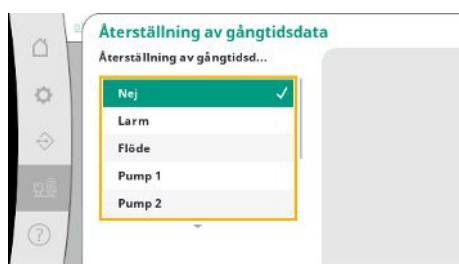 Återställning av gångtidsdata
Återställning av gångtidsd...
Nej
Larm
Flöde
Pump 1
Pump 2
?